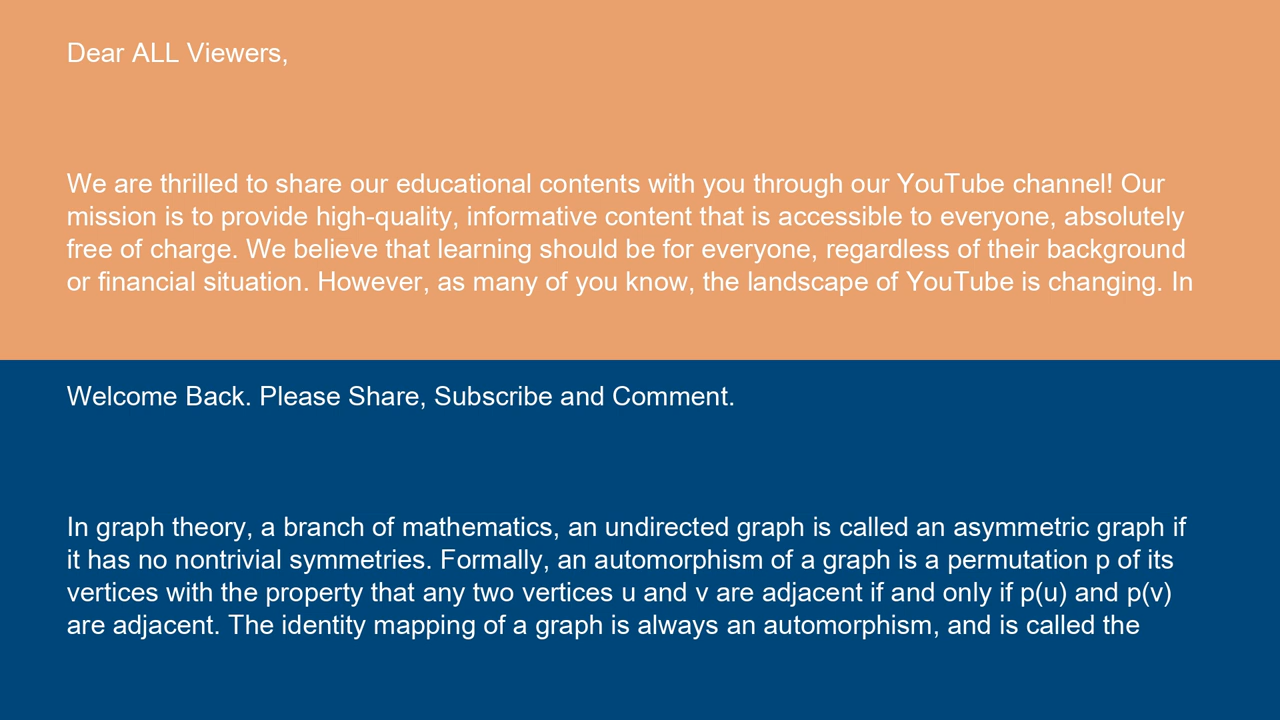 Dear ALL Viewers,
We are thrilled to share our educational contents with you through our YouTube channel! Our
mission is to provide high-quality, informative content that is accessible to everyone, absolutely
free of charge. We believe that learning should be for everyone, regardless of their background
or financial situation. However, as many of you know, the landscape of YouTube is changing. In
Welcome Back. Please Share, Subscribe and Comment.
In graph theory, a branch of mathematics, an undirected graph is called an asymmetric graph if
it has no nontrivial symmetries. Formally, an automorphism of a graph is a permutation p of its
vertices with the property that any two vertices u and v are adjacent if and only if p(u) and p(v)
are adjacent. The identity mapping of a graph is always an automorphism, and is called the